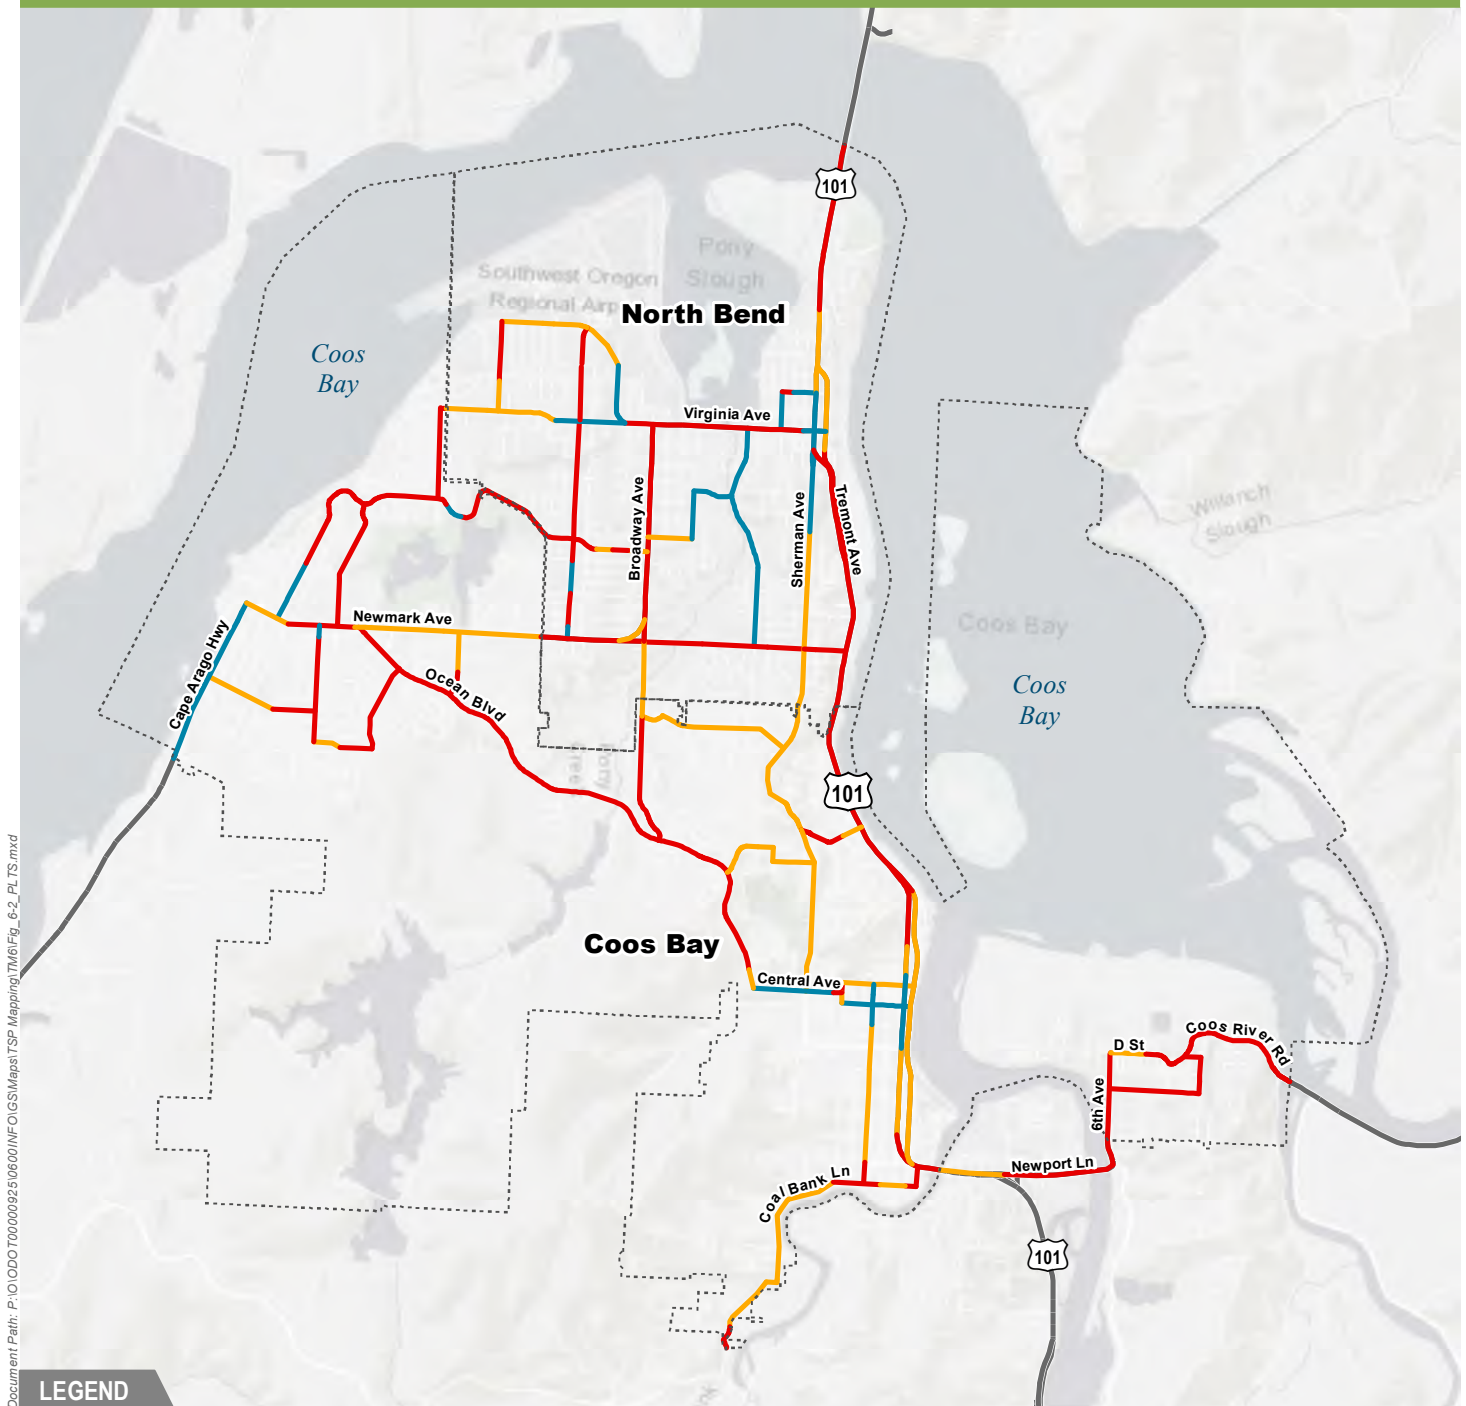 101
Pony
Slough
Southwest Oregon
Regional Airp
North Bend
Coos
Bay
Virginia Ave
Broadway Ave
Sherman Ave
Tremont Ave
Willanch
Slough
Newmark Ave
Cape Arago Hwy
Ocean Blvd
Coos Bay
Coos
Bay
101
Pony
Coos Bay
Central Ave
D St
Coos River Rd
6th Ave
Newport Ln
Coal Bank Ln
101
LEGEND
Document Path: P:\O\ODOT00000925\0600INFO\GS\Maps\TSP Mapping\TM6\Fig_6-2_PLTS.mxd